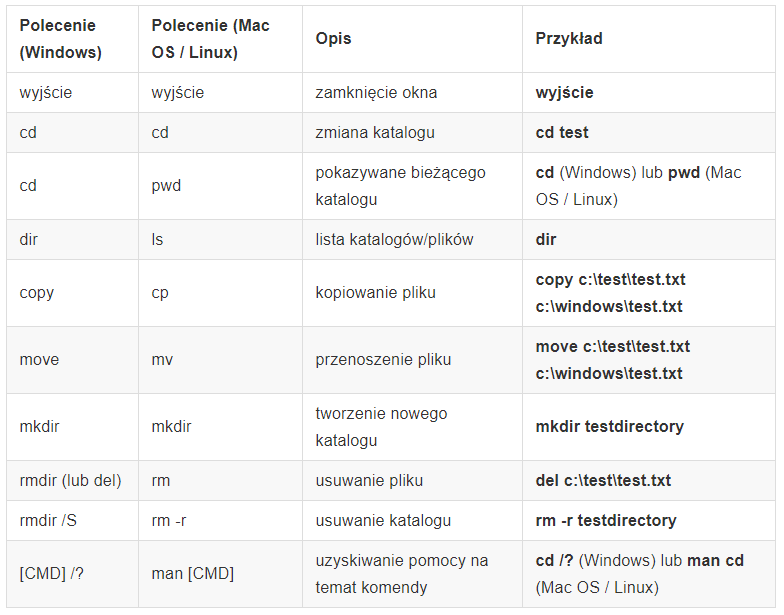 Polecenie (Windows) Polecenie (Mac OS / Linux) Opis Przykład
wyjście wyjście zamknięcie okna wyjście
cd cd zmiana katalogu cd test
cd pwd pokazywane bieżącego katalogu cd (Windows) lub pwd (Mac OS / Linux)
dir ls lista katalogów/plików dir
copy cp kopiowanie pliku copy c:\test\test.txt c:\windows\test.txt
move mv przenoszenie pliku move c:\test\test.txt c:\windows\test.txt
mkdir mkdir tworzenie nowego katalogu mkdir testdirectory
rmdir (lub del) rm usuwanie pliku del c:\test\test.txt
rmdir /S rm -r usuwanie katalogu rm -r testdirectory
[CMD] /? man [CMD] uzyskiwanie pomocy na temat komendy cd /? (Windows) lub man cd (Mac OS / Linux)